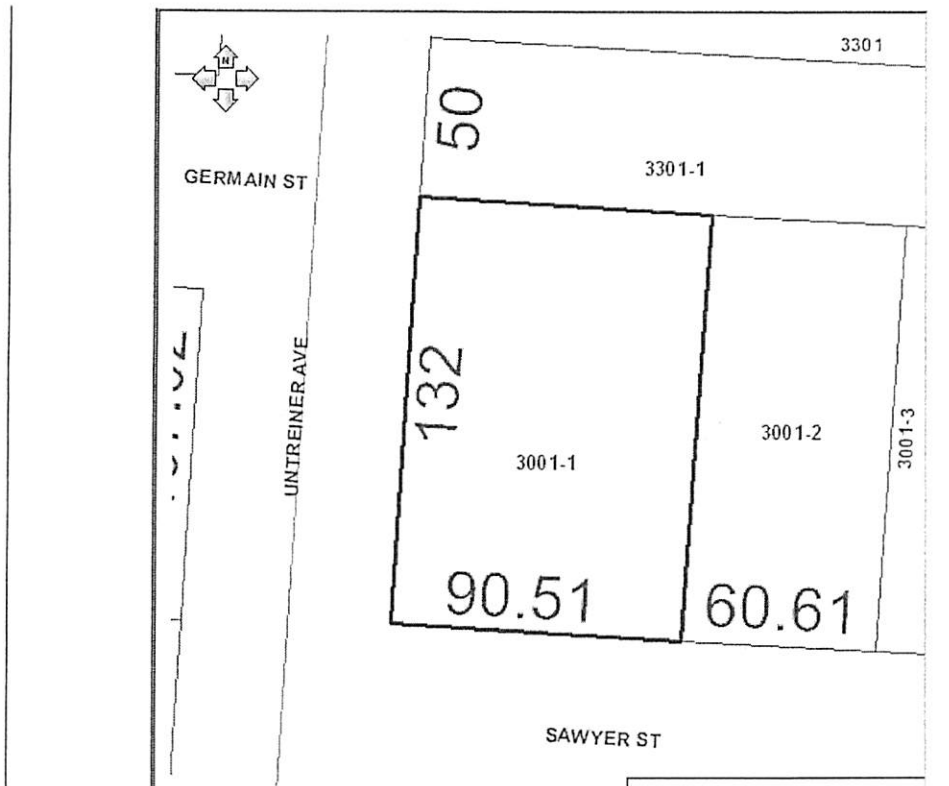 3301
N
50
3301-1
GERMAIN ST
132
UNTREINER AVE
3001-1
3001-2
3001-3
90.51
60.61
SAWYER ST